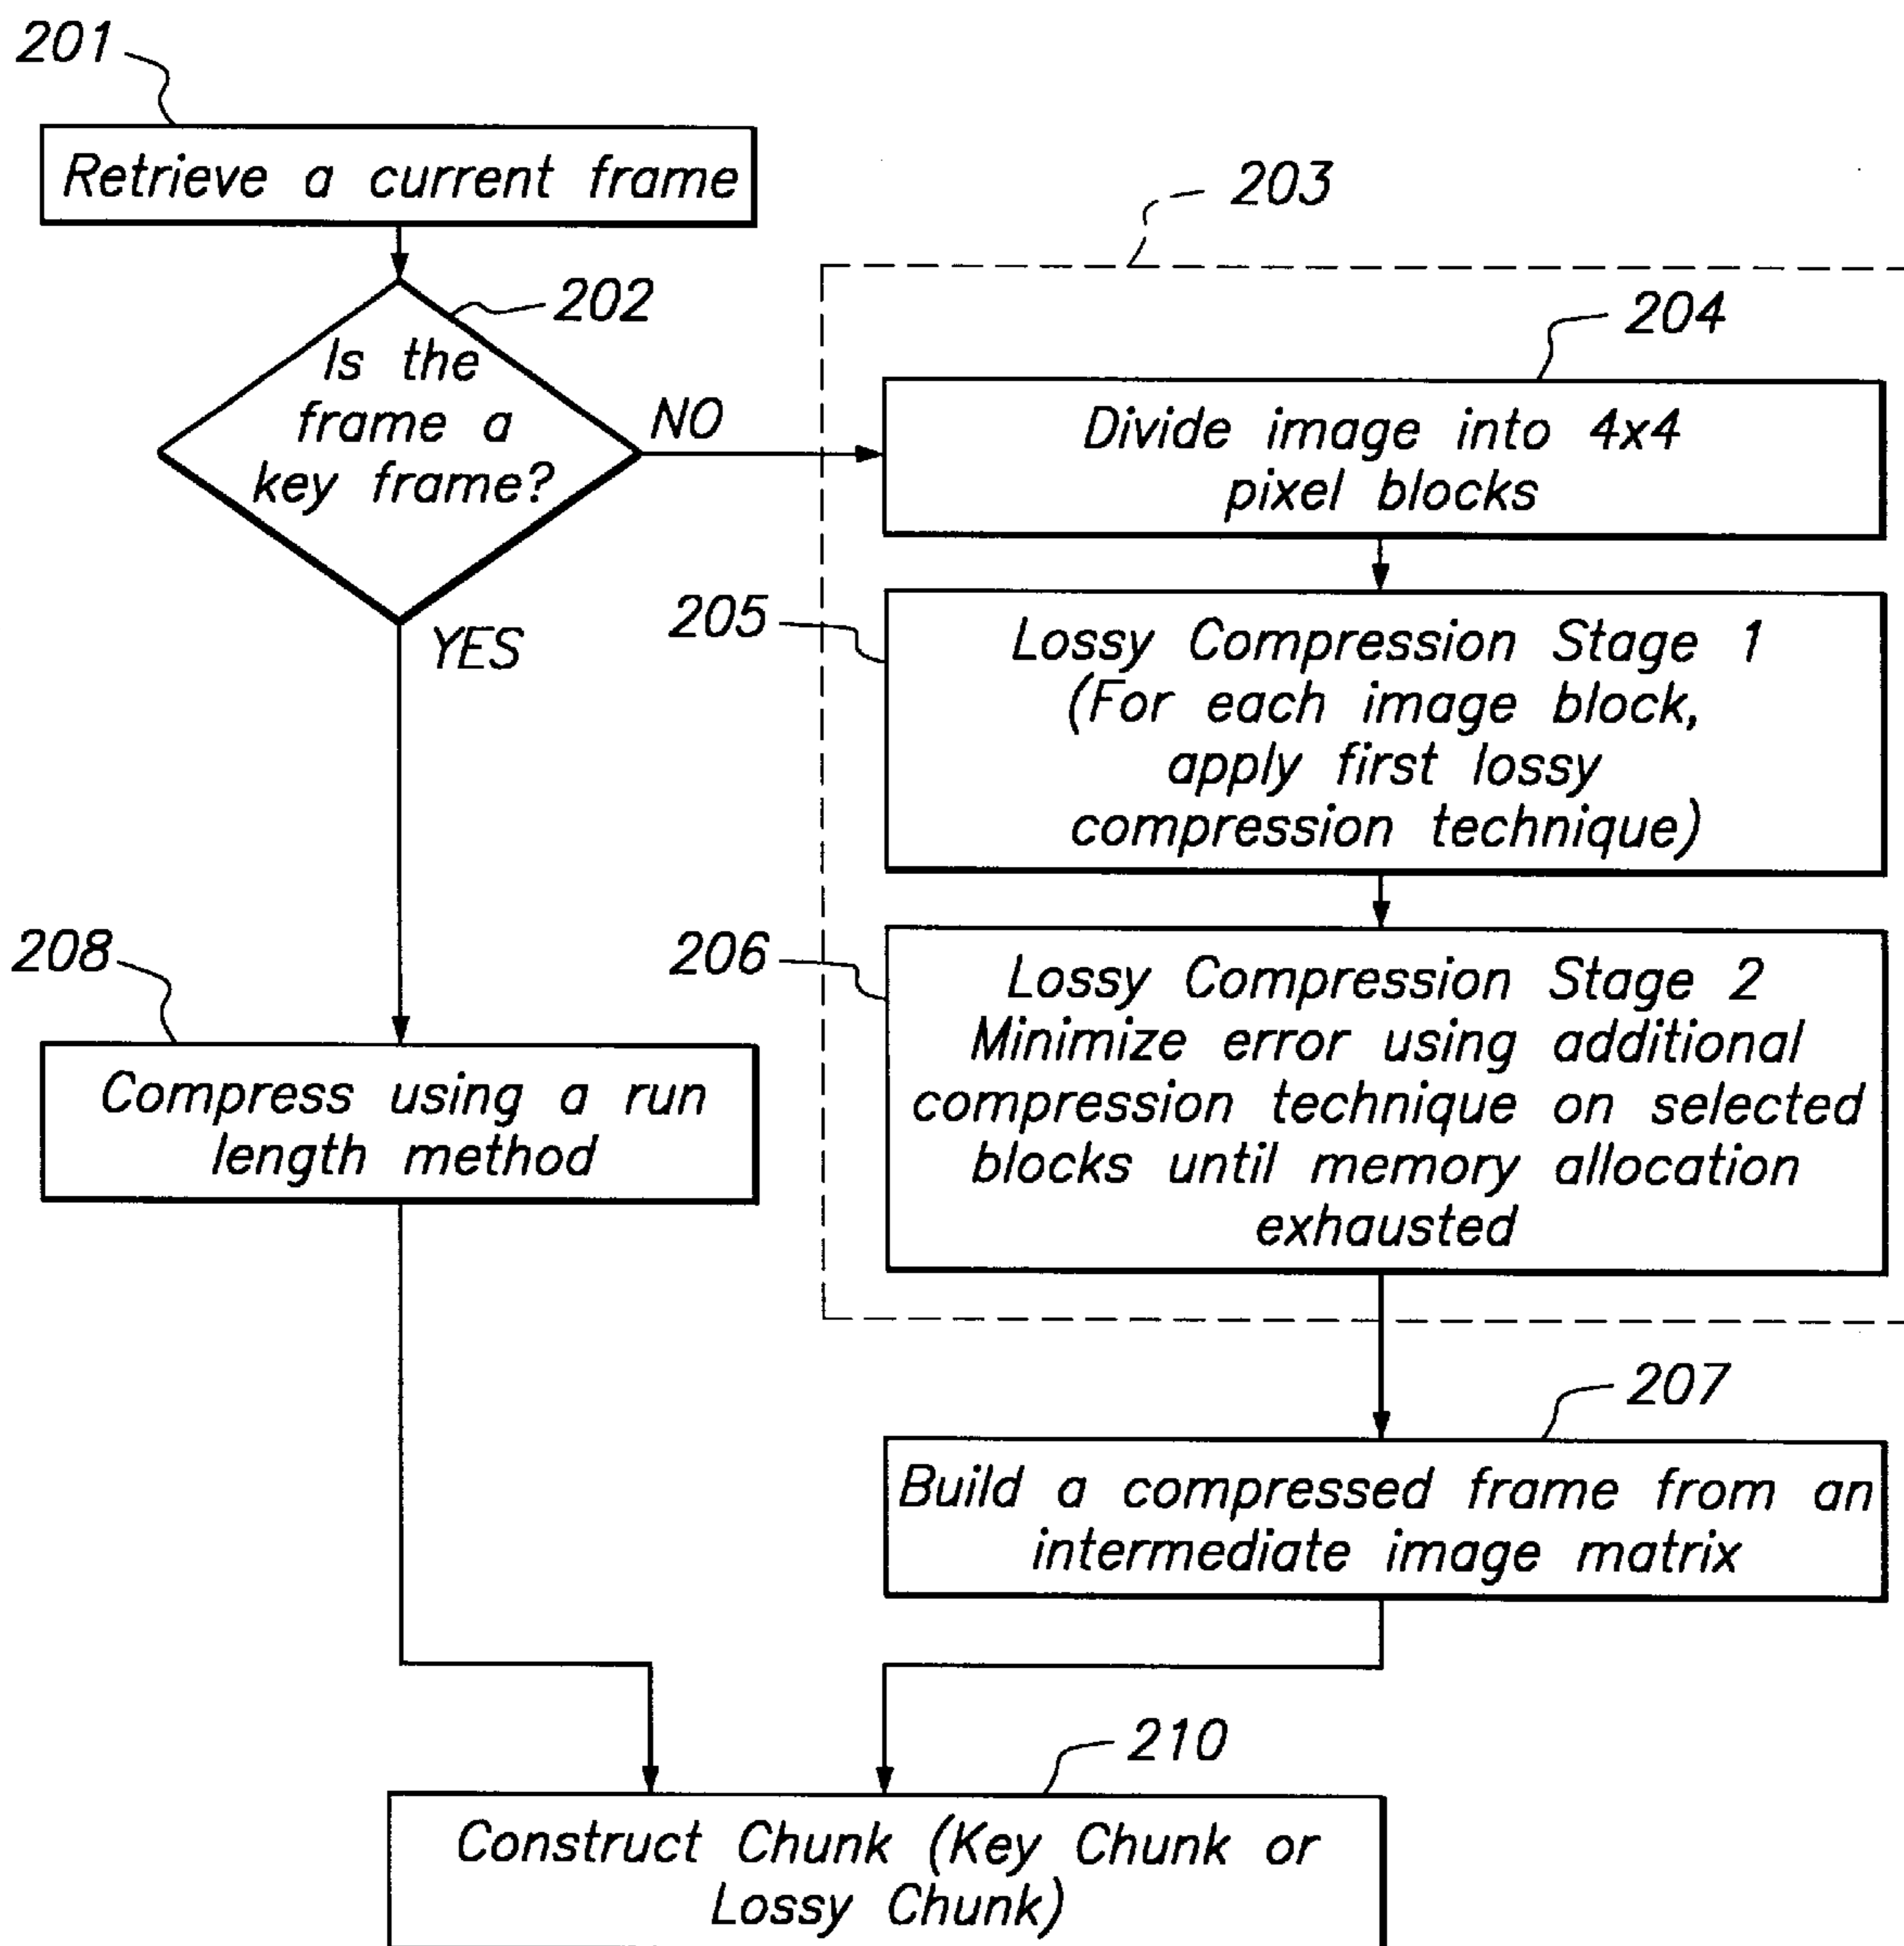 201
Retrieve a current frame
203
202
Is the
frame a
key frame?
NO
YES
204
Divide image into 4x4
pixel blocks
205
Lossy Compression Stage 1
(For each image block,
apply first lossy
compression technique)
206
Lossy Compression Stage 2
Minimize error using additional
compression technique on selected
blocks until memory allocation
exhausted
208
Compress using a run
length method
207
Build a compressed frame from an
intermediate image matrix
210
Construct Chunk (Key Chunk or
Lossy Chunk)